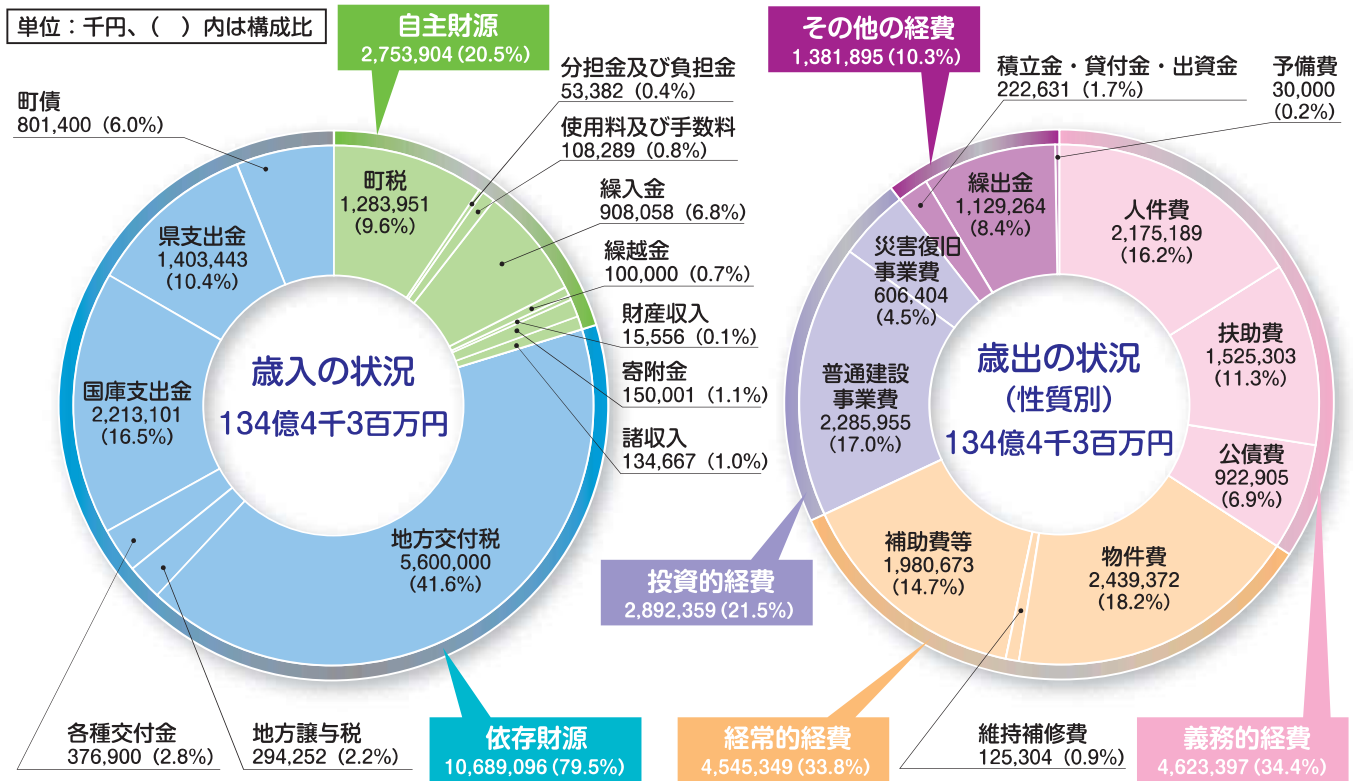 単位：千円、（　）内は構成比
自主財源
2,753,904（20.5%）
町債
801,400（6.0%）
分担金及び負担金
53,382（0.4%）
使用料及び手数料
108,289（0.8%）
繰入金
908,058（6.8%）
繰越金
100,000（0.7%）
財産収入
15,556（0.1%）
寄附金
150,001（1.1%）
諸収入
134,667（1.0%）
町税
1,283,951
（9.6%）
県支出金
1,403,443
（10.4%）
国庫支出金
2,213,101
（16.5%）
歳入の状況
134億4千3百万円
地方交付税
5,600,000
（41.6%）
各種交付金
376,900（2.8%）
地方譲与税
294,252（2.2%）
依存財源
10,689,096（79.5%）
その他の経費
1,381,895（10.3%）
積立金・貸付金・出資金
222,631（1.7%）
予備費
30,000
（0.2%）
繰出金
1,129,264
（8.4%）
人件費
2,175,189
（16.2%）
災害復旧
事業費
606,404
（4.5%）
扶助費
1,525,303
（11.3%）
普通建設
事業費
2,285,955
（17.0%）
歳出の状況
（性質別）
134億4千3百万円
公債費
922,905
（6.9%）
補助費等
1,980,673
（14.7%）
物件費
2,439,372
（18.2%）
投資的経費
2,892,359（21.5%）
経常的経費
4,545,349（33.8%）
維持補修費
125,304（0.9%）
義務的経費
4,623,397（34.4%）